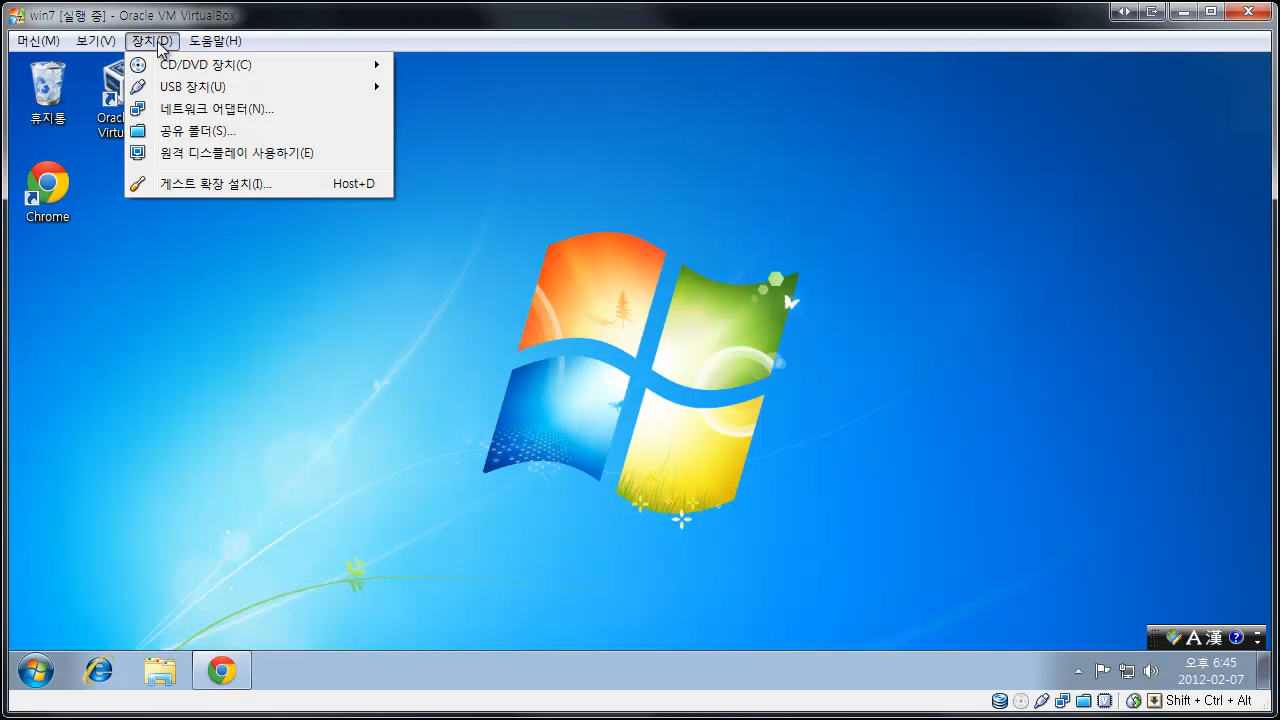 win7 [실행 중] - Oracle VM VirtualBox
머신(M) 보기(V) 장치(D) 도움말(H)
CD/DVD 장치(C)
USB 장치(U)
네트워크 어댑터(N)...
공유 폴더(S)...
원격 디스플레이 사용하기(E)
게스트 확장 설치(I)... Host+D
휴지통
Chrome
A 漢 ?
오후 6:45
2012-02-07
Shift + Ctrl + Alt